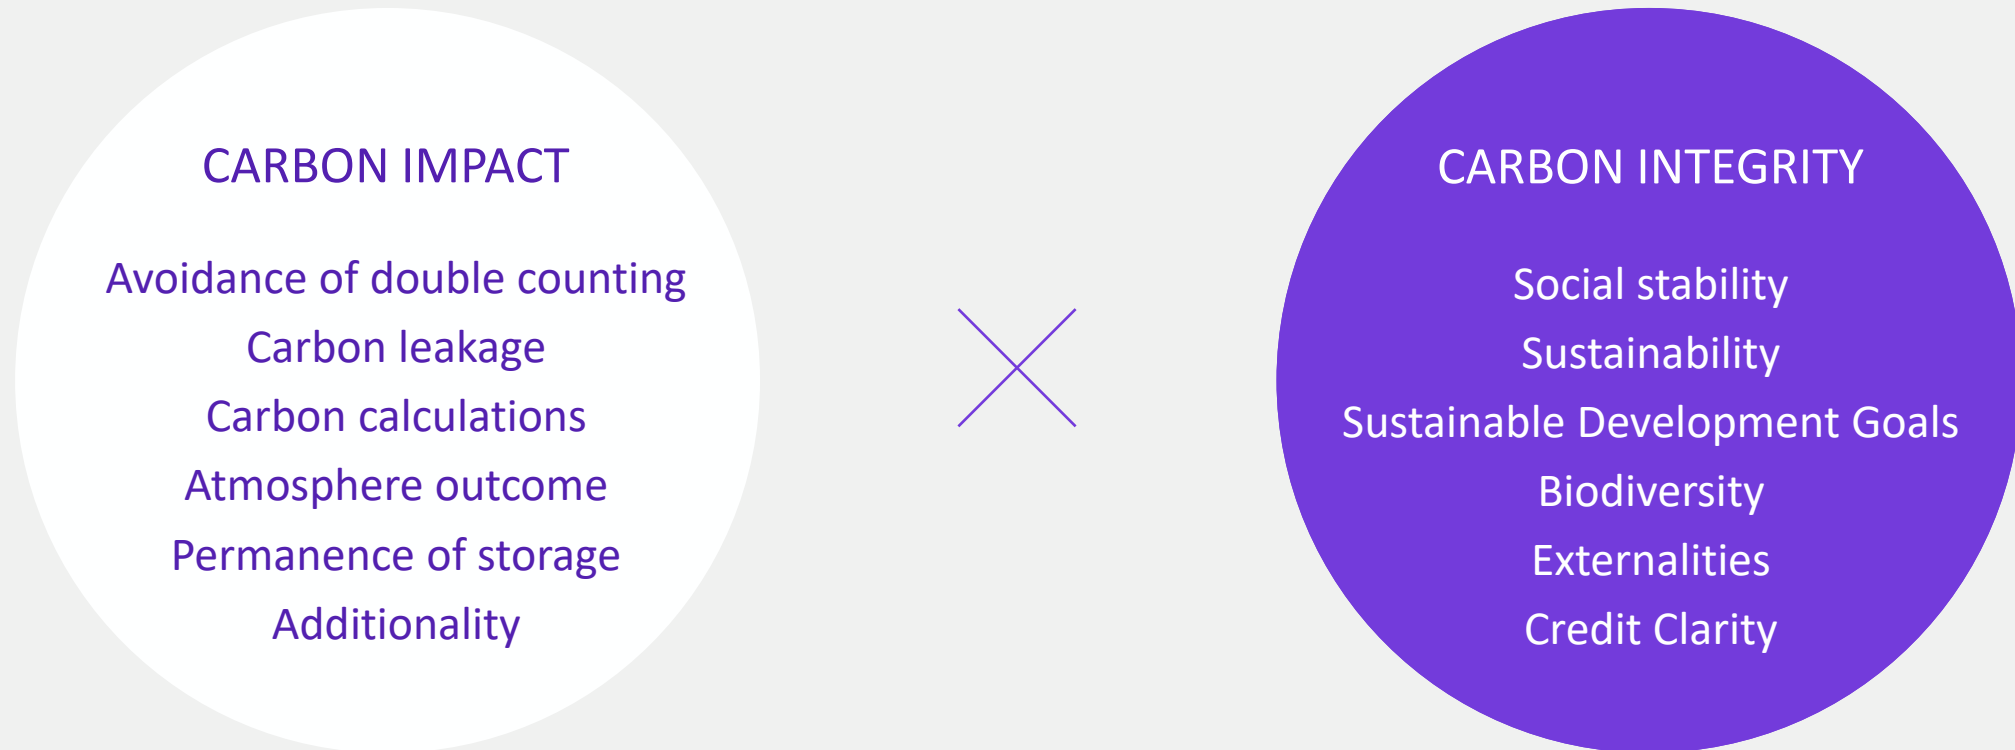 CARBON IMPACT
Avoidance of double counting
Carbon leakage
Carbon calculations
Atmosphere outcome
Permanence of storage
Additionality
CARBON INTEGRITY
Social stability
Sustainability
Sustainable Development Goals
Biodiversity
Externalities
Credit Clarity